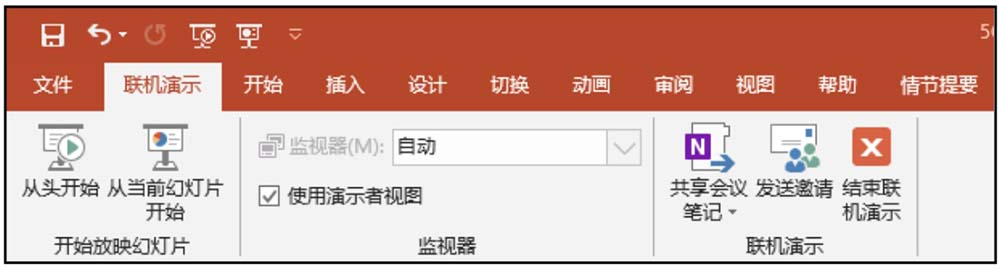 文件 联机演示 开始 插入 设计 切换 动画 审阅 视图 帮助 情节提要
从头开始 从当前幻灯片
开始
开始放映幻灯片
监视器(M): 自动
使用演示者视图
监视器
N
共享会议 发送邀请 结束联
笔记 机演示
联机演示